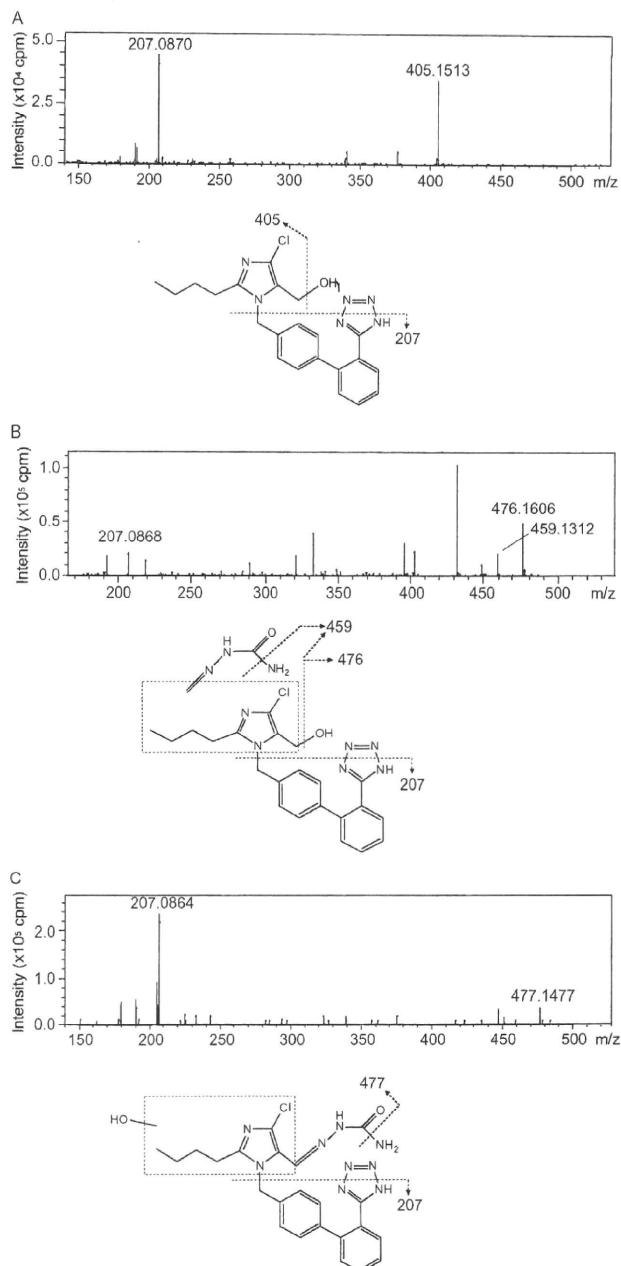 A
Intensity (x10⁴ cpm)
5.0
2.5
0.0
207.0870
405.1513
150 200 250 300 350 400 450 500 m/z
405
Cl
N
N
OH
N N
N NH
207
B
Intensity (x10⁵ cpm)
1.0
0.5
0.0
207.0868
476.1606
459.1312
200 250 300 350 400 450 m/z
459
H
N
O
N
NH₂
476
Cl
N
N
OH
N N
N NH
207
C
Intensity (x10⁵ cpm)
2.0
1.0
0.0
207.0864
477.1477
150 200 250 300 350 400 450 500 m/z
477
HO
Cl
H
N
O
N
NH₂
N
N
N N
N NH
207